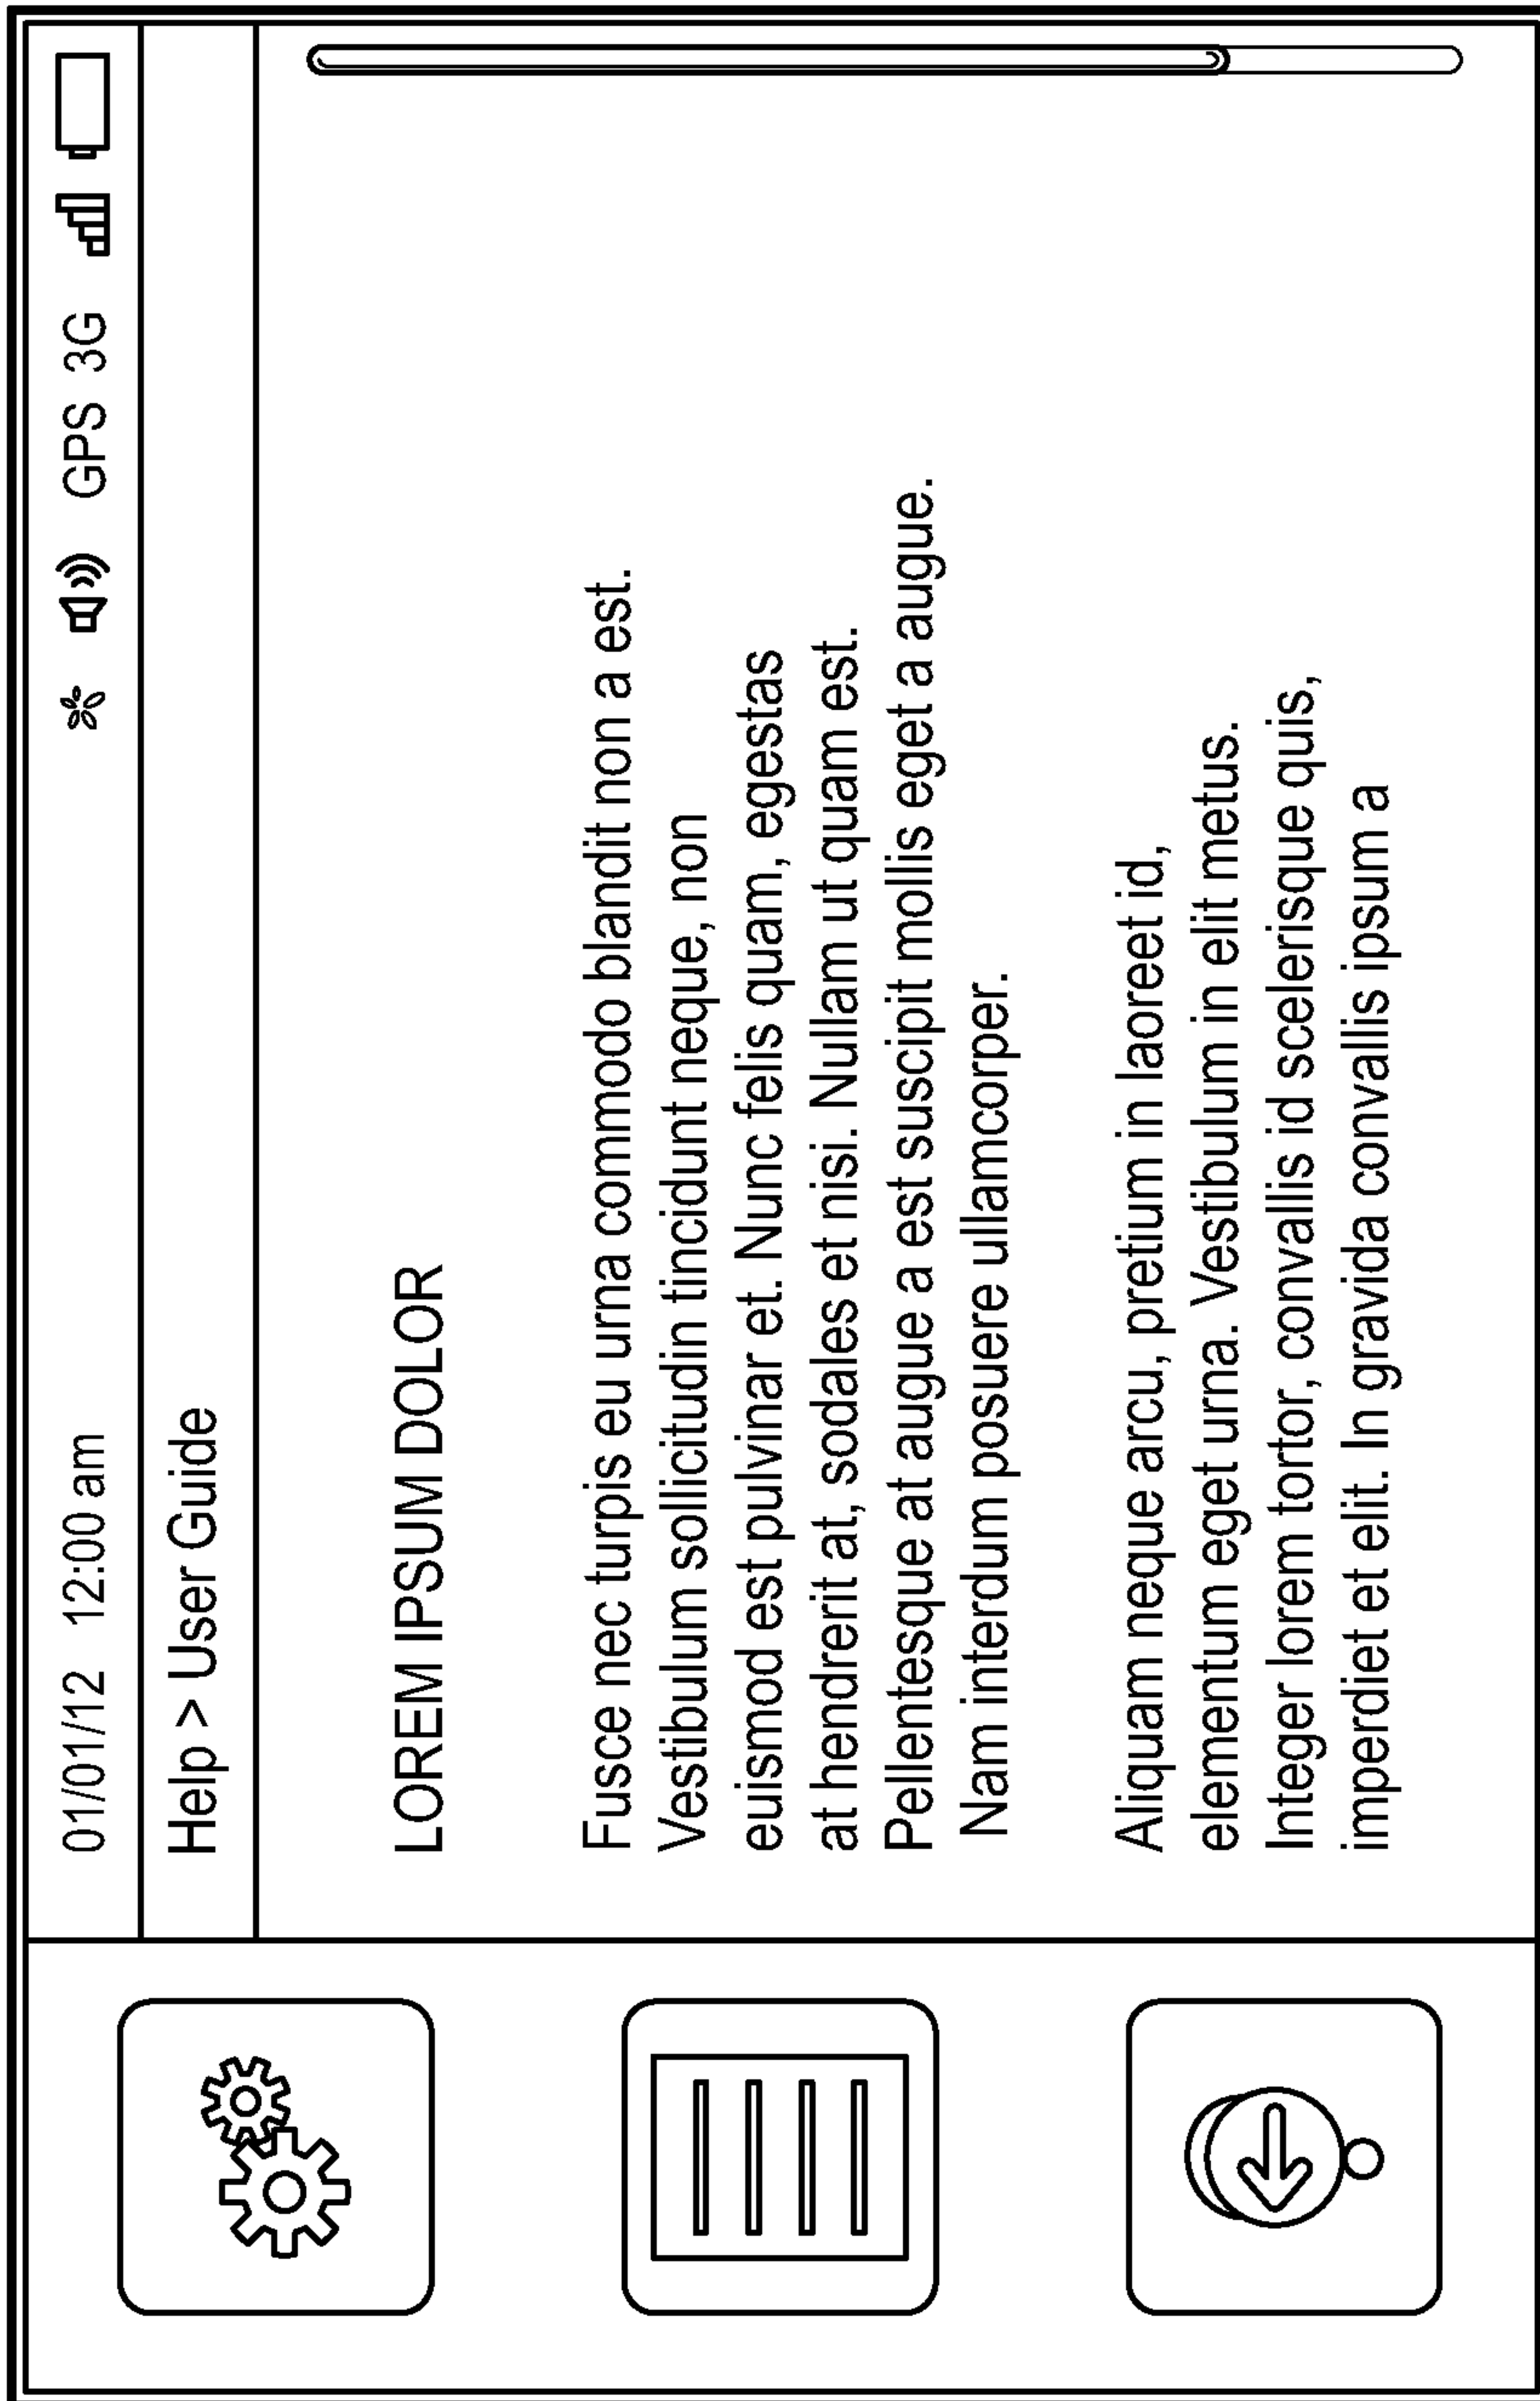 01/01/12 12:00 am GPS 3G
Help > User Guide
LOREM IPSUM DOLOR
Fusce nec turpis eu urna commodo blandit non a est.
Vestibulum sollicitudin tincidunt neque, non
euismod est pulvinar et. Nunc felis quam, egestas
at hendrerit at, sodales et nisi. Nullam ut quam est.
Pellentesque at augue a est suscipit mollis eget a augue.
Nam interdum posuere ullamcorper.
Aliquam neque arcu, pretium in laoreet id,
elementum eget urna. Vestibulum in elit metus.
Integer lorem tortor, convallis id scelerisque quis,
imperdiet et elit. In gravida convallis ipsum a